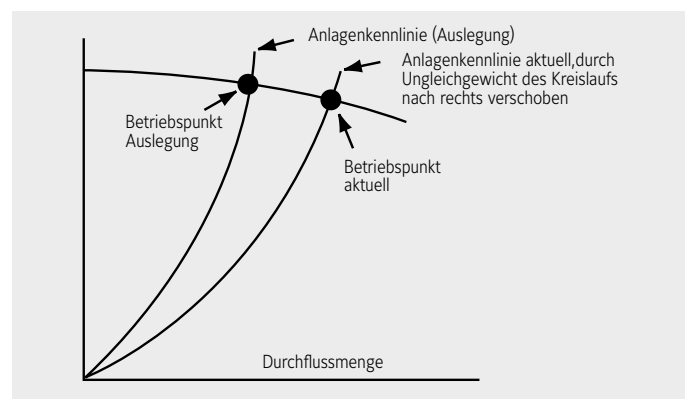 Anlagenkennlinie (Auslegung)
Anlagenkennlinie aktuell,durch
Ungleichgewicht des Kreislaufs
nach rechts verschoben
Betriebspunkt
Auslegung
Betriebspunkt
aktuell
Durchflussmenge